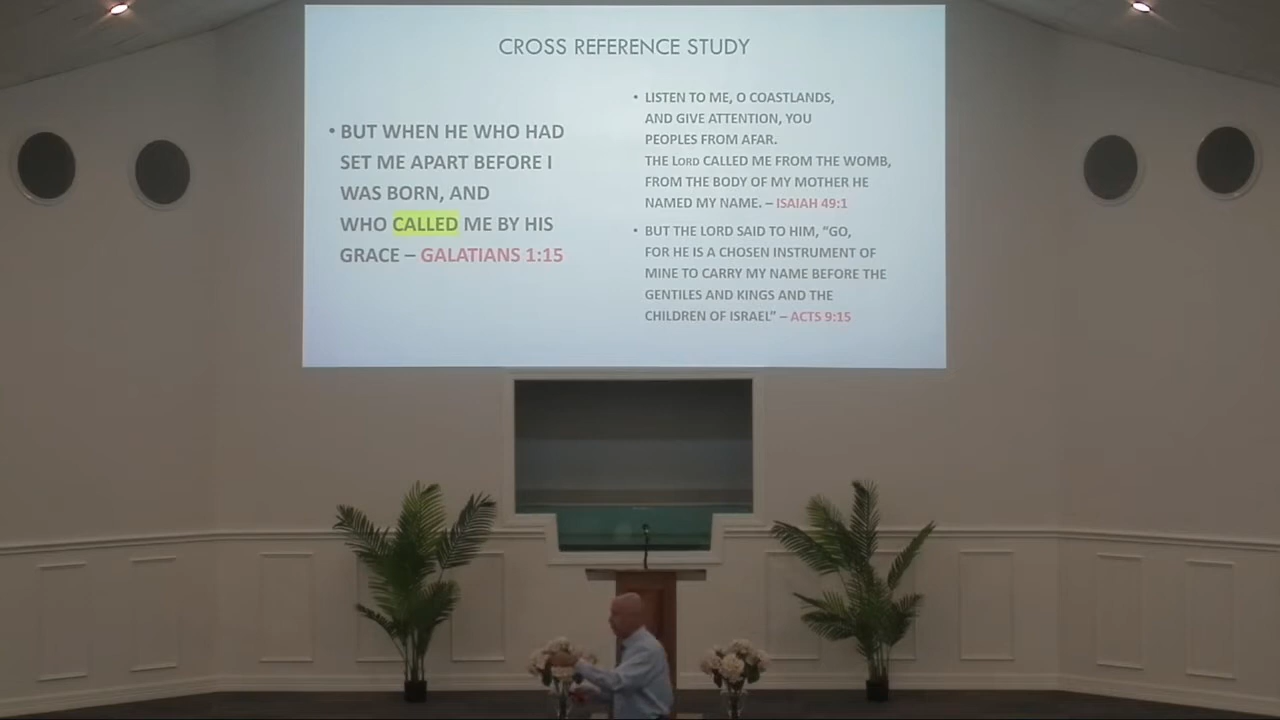 CROSS REFERENCE STUDY
• BUT WHEN HE WHO HAD
SET ME APART BEFORE I
WAS BORN, AND
WHO CALLED ME BY HIS
GRACE – GALATIANS 1:15
• LISTEN TO ME, O COASTLANDS,
AND GIVE ATTENTION, YOU
PEOPLES FROM AFAR.
THE LORD CALLED ME FROM THE WOMB,
FROM THE BODY OF MY MOTHER HE
NAMED MY NAME. – ISAIAH 49:1
• BUT THE LORD SAID TO HIM, “GO,
FOR HE IS A CHOSEN INSTRUMENT OF
MINE TO CARRY MY NAME BEFORE THE
GENTILES AND KINGS AND THE
CHILDREN OF ISRAEL” – ACTS 9:15